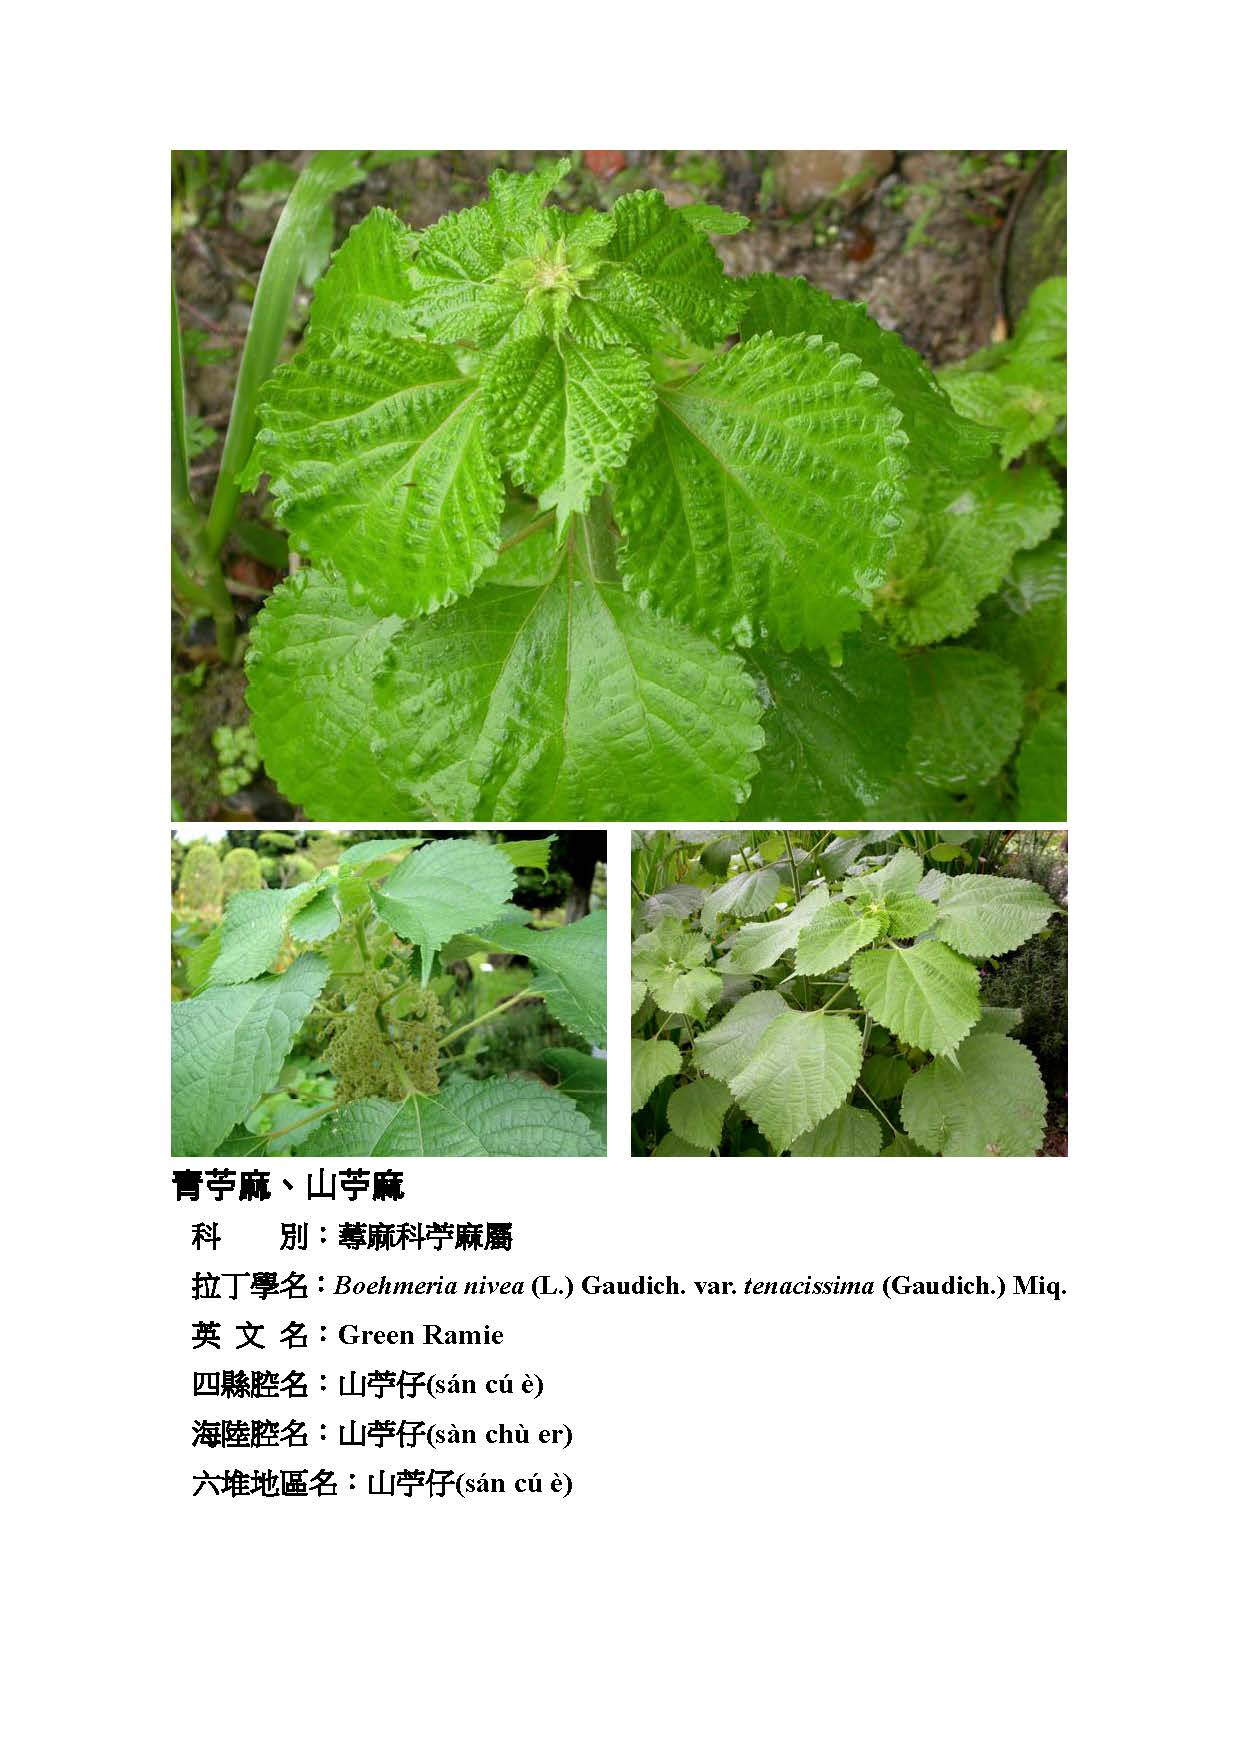 青苧麻、山苧麻
科　　別：蕁麻科苧麻屬
拉丁學名：Boehmeria nivea (L.) Gaudich. var. tenacissima (Gaudich.) Miq.
英 文 名：Green Ramie
四縣腔名：山苧仔(sán cú è)
海陸腔名：山苧仔(sàn chù er)
六堆地區名：山苧仔(sán cú è)